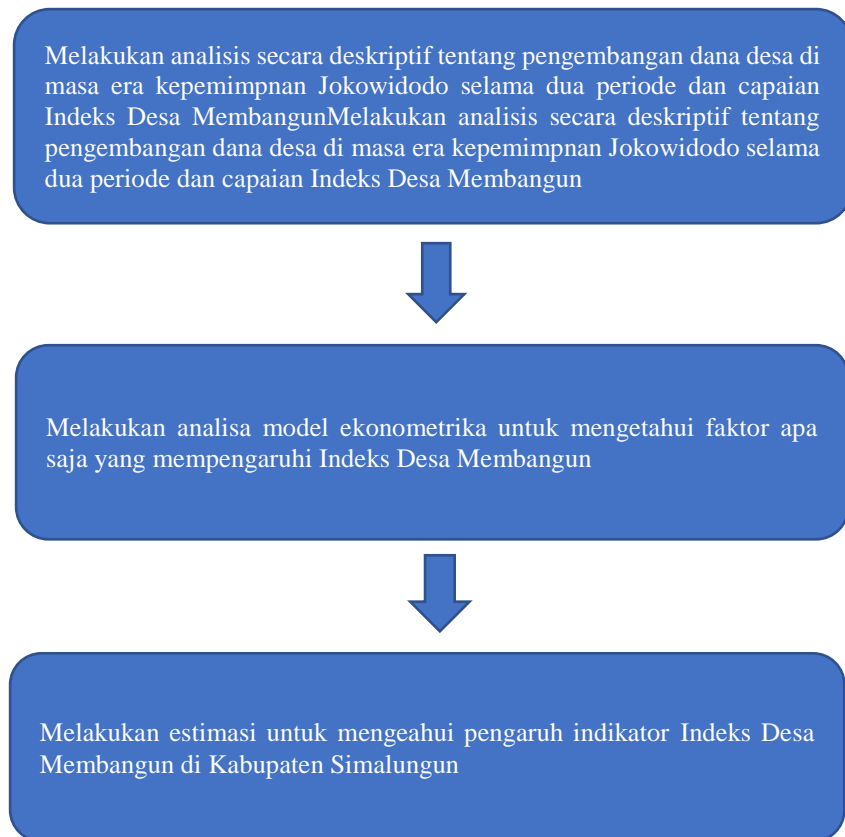 Melakukan analisis secara deskriptif tentang pengembangan dana desa di
masa era kepemimpnan Jokowidodo selama dua periode dan capaian
Indeks Desa MembangunMelakukan analisis secara deskriptif tentang
pengembangan dana desa di masa era kepemimpnan Jokowidodo selama
dua periode dan capaian Indeks Desa Membangun
Melakukan analisa model ekonometrika untuk mengetahui faktor apa
saja yang mempengaruhi Indeks Desa Membangun
Melakukan estimasi untuk mengeahui pengaruh indikator Indeks Desa
Membangun di Kabupaten Simalungun